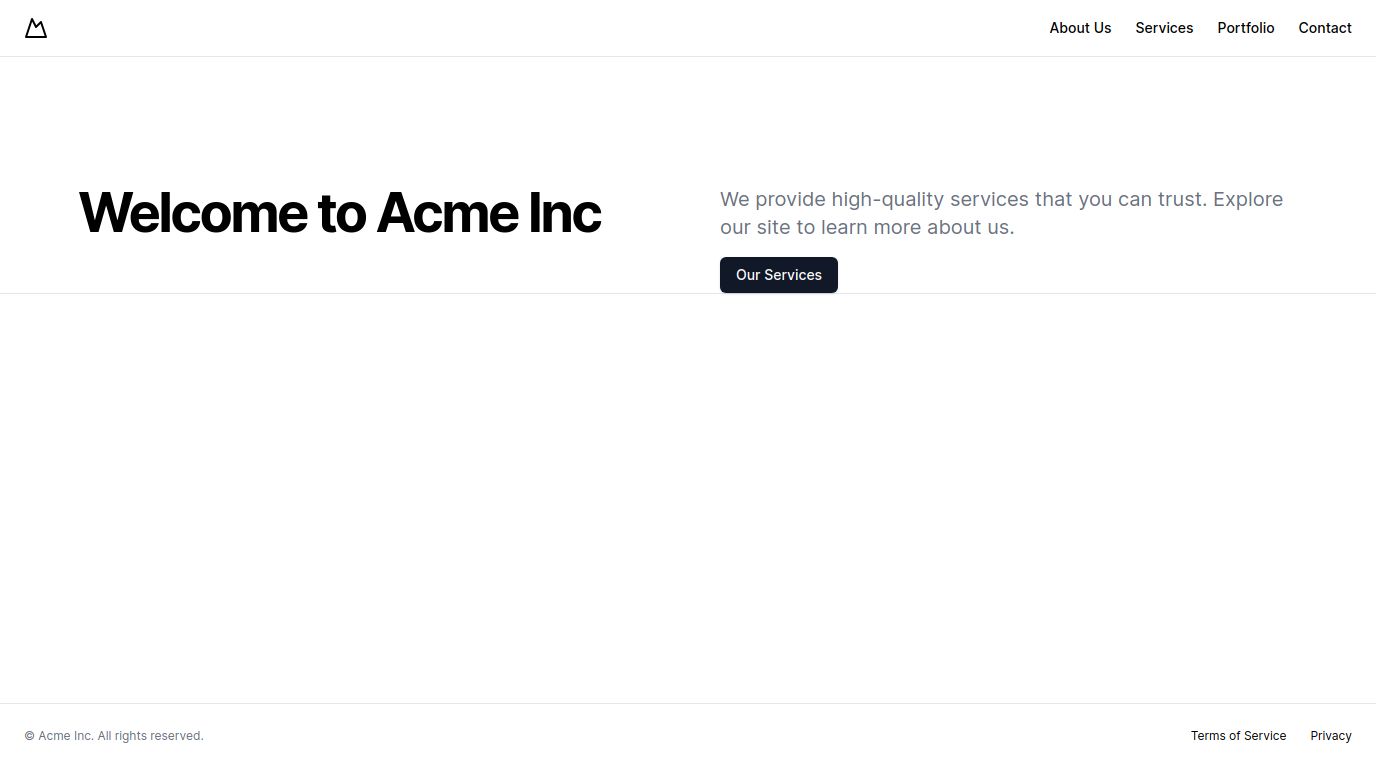 About Us
Services
Portfolio
Contact
Welcome to Acme Inc
We provide high-quality services that you can trust. Explore
our site to learn more about us.
Our Services
© Acme Inc. All rights reserved.
Terms of Service
Privacy